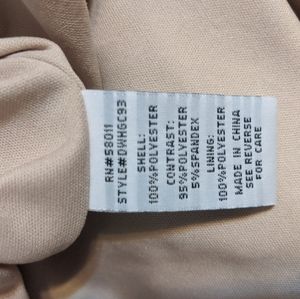 RN#58011
STYLE#DWHGC93
SHELL:
100%POLYESTER
CONTRAST:
95%POLYESTER
5%SPANDEX
LINING:
100%POLYESTER
MADE IN CHINA
SEE REVERSE
FOR CARE